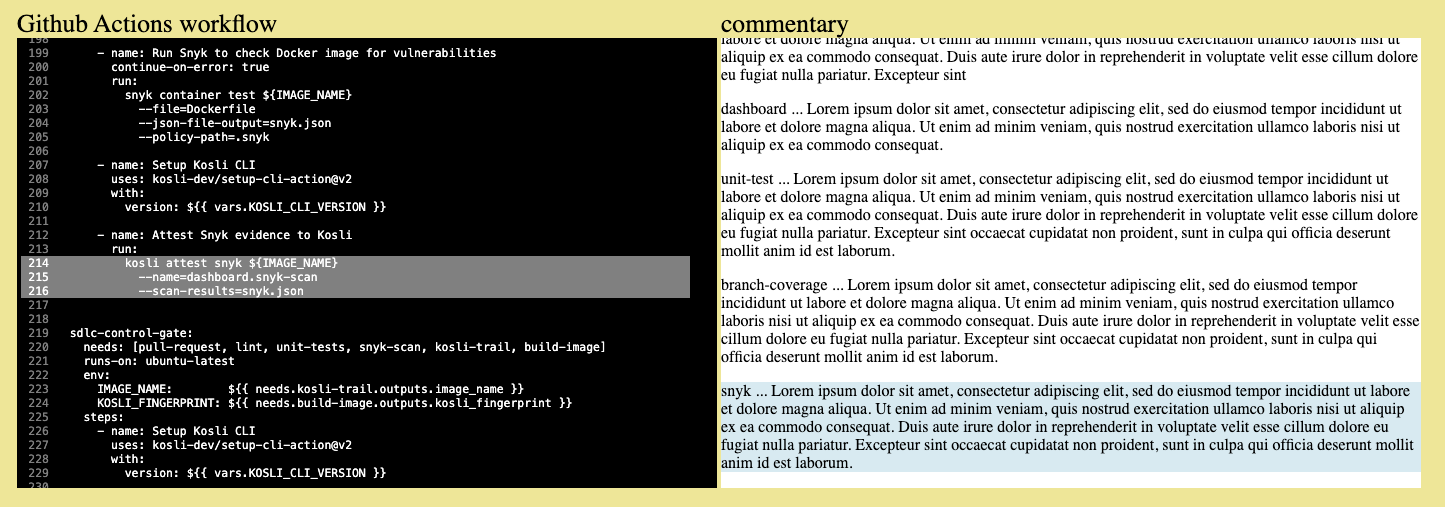 Github Actions workflow
198
199 - name: Run Snyk to check Docker image for vulnerabilities
200 continue-on-error: true
201 run:
202 snyk container test ${IMAGE_NAME}
203 --file=Dockerfile
204 --json-file-output=snyk.json
205 --policy-path=.snyk
206
207 - name: Setup Kosli CLI
208 uses: kosli-dev/setup-cli-action@v2
209 with:
210 version: ${{ vars.KOSLI_CLI_VERSION }}
211
212 - name: Attest Snyk evidence to Kosli
213 run:
214 kosli attest snyk ${IMAGE_NAME}
215 --name=dashboard.snyk-scan
216 --scan-results=snyk.json
217
218
219 sdlc-control-gate:
220 needs: [pull-request, lint, unit-tests, snyk-scan, kosli-trail, build-image]
221 runs-on: ubuntu-latest
222 env:
223 IMAGE_NAME: ${{ needs.kosli-trail.outputs.image_name }}
224 KOSLI_FINGERPRINT: ${{ needs.build-image.outputs.kosli_fingerprint }}
225 steps:
226 - name: Setup Kosli CLI
227 uses: kosli-dev/setup-cli-action@v2
228 with:
229 version: ${{ vars.KOSLI_CLI_VERSION }}
230
commentary
labore et dolore magna aliqua. Ut enim ad minim veniam, quis nostrud exercitation ullamco laboris nisi ut
aliquip ex ea commodo consequat. Duis aute irure dolor in reprehenderit in voluptate velit esse cillum dolore
eu fugiat nulla pariatur. Excepteur sint
dashboard ... Lorem ipsum dolor sit amet, consectetur adipiscing elit, sed do eiusmod tempor incididunt ut
labore et dolore magna aliqua. Ut enim ad minim veniam, quis nostrud exercitation ullamco laboris nisi ut
aliquip ex ea commodo consequat.
unit-test ... Lorem ipsum dolor sit amet, consectetur adipiscing elit, sed do eiusmod tempor incididunt ut
labore et dolore magna aliqua. Ut enim ad minim veniam, quis nostrud exercitation ullamco laboris nisi ut
aliquip ex ea commodo consequat. Duis aute irure dolor in reprehenderit in voluptate velit esse cillum dolore
eu fugiat nulla pariatur. Excepteur sint occaecat cupidatat non proident, sunt in culpa qui officia deserunt
mollit anim id est laborum.
branch-coverage ... Lorem ipsum dolor sit amet, consectetur adipiscing elit, sed do eiusmod tempor
incididunt ut labore et dolore magna aliqua. Ut enim ad minim veniam, quis nostrud exercitation ullamco
laboris nisi ut aliquip ex ea commodo consequat. Duis aute irure dolor in reprehenderit in voluptate velit esse
cillum dolore eu fugiat nulla pariatur. Excepteur sint occaecat cupidatat non proident, sunt in culpa qui
officia deserunt mollit anim id est laborum.
snyk ... Lorem ipsum dolor sit amet, consectetur adipiscing elit, sed do eiusmod tempor incididunt ut labore
et dolore magna aliqua. Ut enim ad minim veniam, quis nostrud exercitation ullamco laboris nisi ut aliquip
ex ea commodo consequat. Duis aute irure dolor in reprehenderit in voluptate velit esse cillum dolore eu
fugiat nulla pariatur. Excepteur sint occaecat cupidatat non proident, sunt in culpa qui officia deserunt mollit
anim id est laborum.